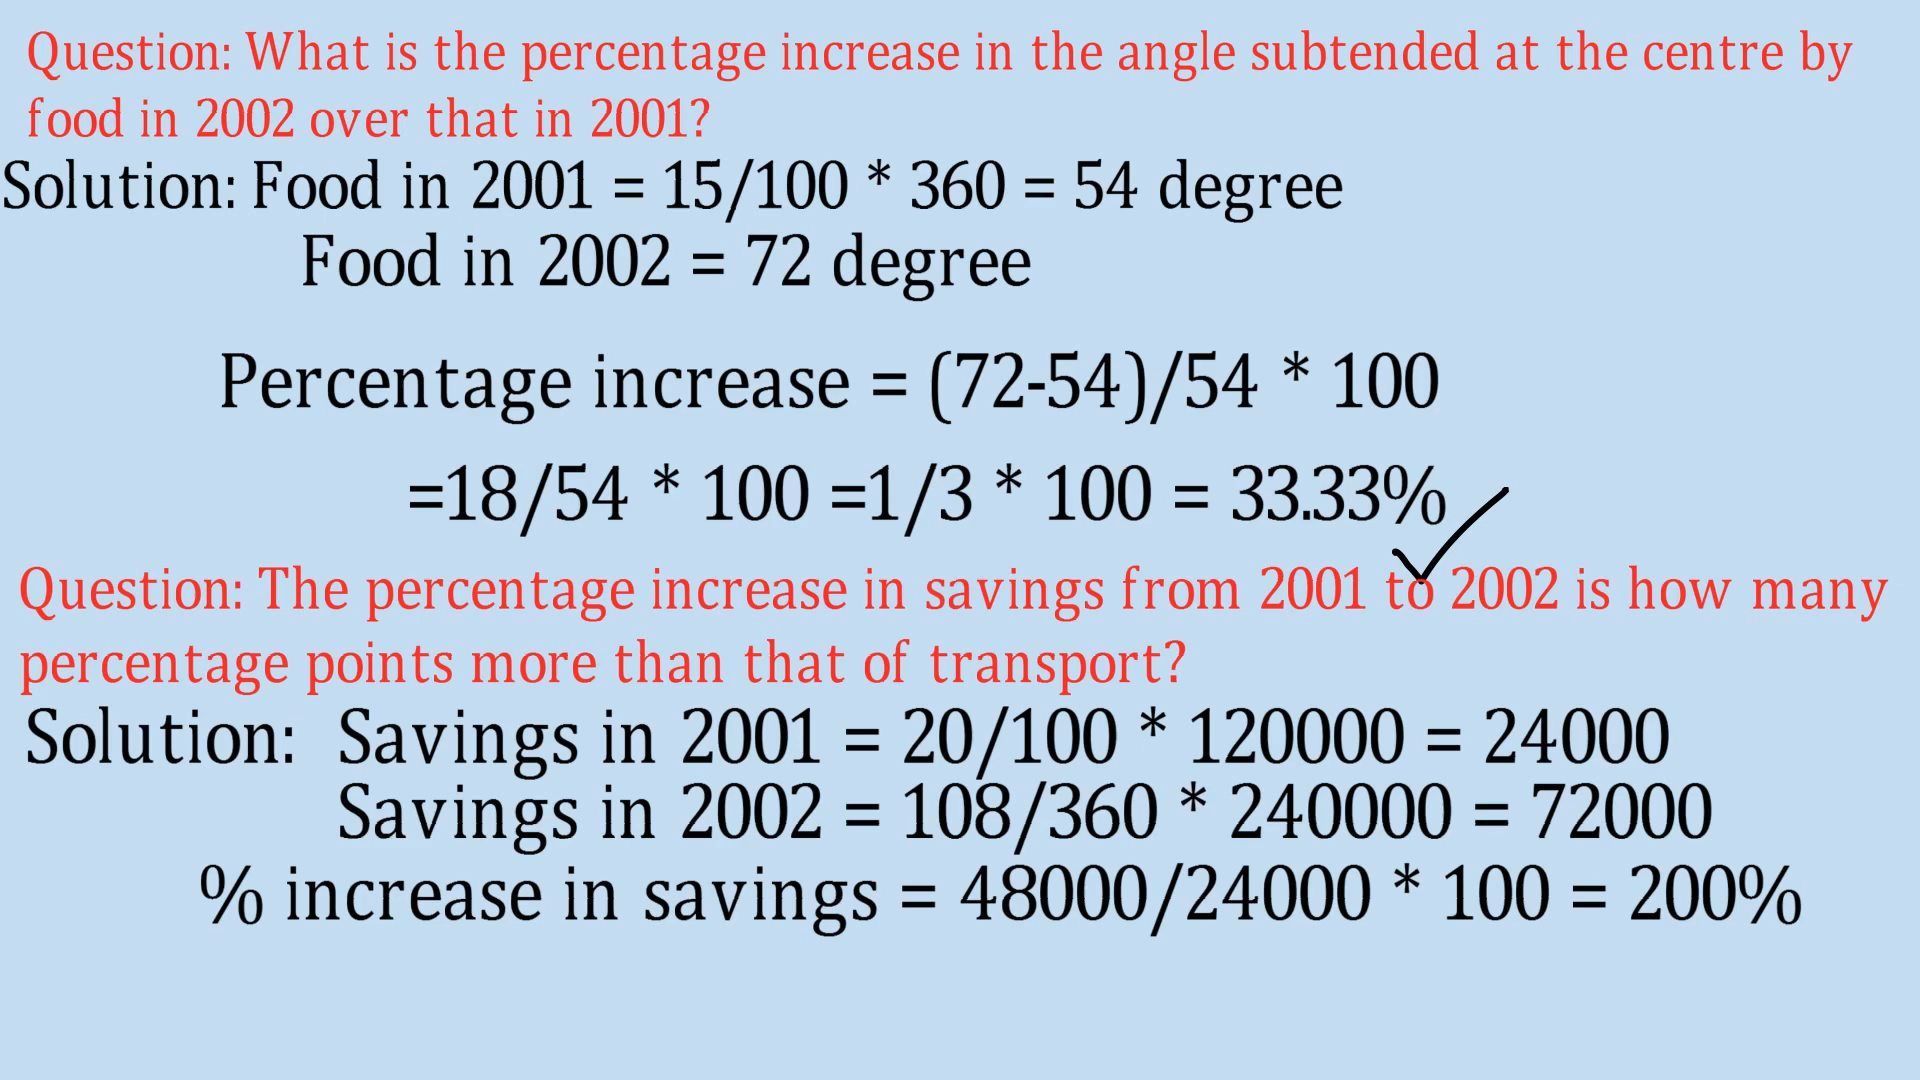 Question: What is the percentage increase in the angle subtended at the centre by
food in 2002 over that in 2001?
Solution: Food in 2001 = 15/100 * 360 = 54 degree
Food in 2002 = 72 degree
Percentage increase = (72-54)/54 * 100
=18/54 * 100 =1/3 * 100 = 33.33%
Question: The percentage increase in savings from 2001 to 2002 is how many
percentage points more than that of transport?
Solution: Savings in 2001 = 20/100 * 120000 = 24000
Savings in 2002 = 108/360 * 240000 = 72000
% increase in savings = 48000/24000 * 100 = 200%